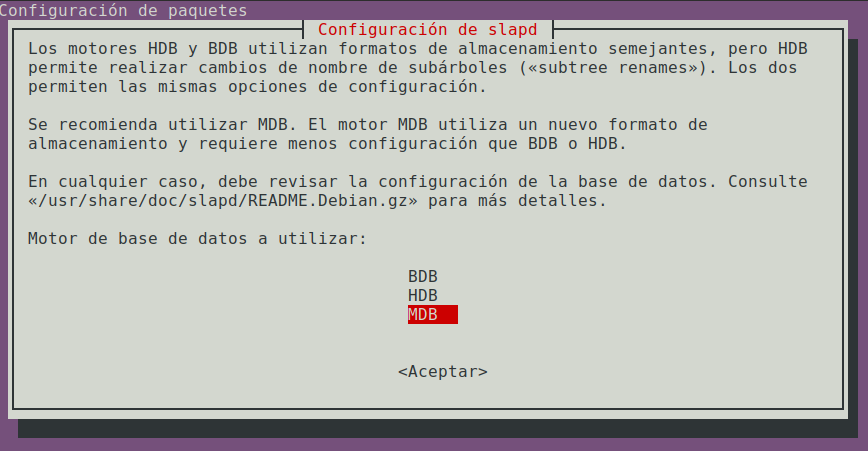 Configuración de paquetes
Configuración de slapd
Los motores HDB y BDB utilizan formatos de almacenamiento semejantes, pero HDB
permite realizar cambios de nombre de subárboles («subtree renames»). Los dos
permiten las mismas opciones de configuración.
Se recomienda utilizar MDB. El motor MDB utiliza un nuevo formato de
almacenamiento y requiere menos configuración que BDB o HDB.
En cualquier caso, debe revisar la configuración de la base de datos. Consulte
«/usr/share/doc/slapd/README.Debian.gz» para más detalles.
Motor de base de datos a utilizar:
BDB
HDB
MDB
<Aceptar>